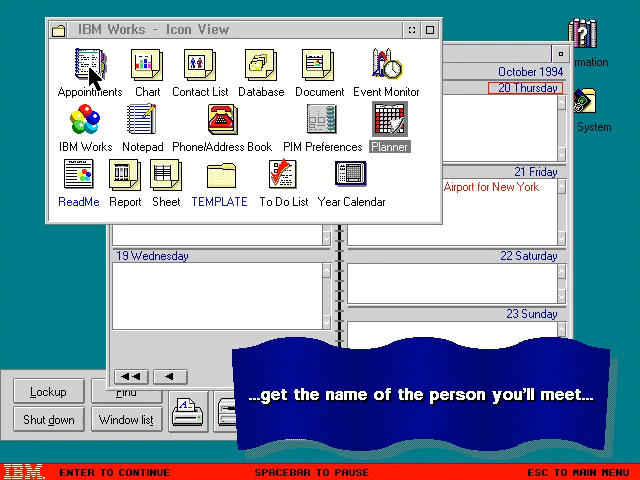 IBM Works - Icon View
Appointments
Chart
Contact List
Database
Document
Event Monitor
IBM Works
Notepad
Phone/Address Book
PIM Preferences
Planner
ReadMe
Report
Sheet
TEMPLATE
To Do List
Year Calendar
rmation
System
October 1994
20 Thursday
21 Friday
Airport for New York
19 Wednesday
22 Saturday
23 Sunday
Lockup
Find
Shut down
Window list
...get the name of the person you'll meet...
IBM. ENTER TO CONTINUE SPACEBAR TO PAUSE ESC TO MAIN MENU